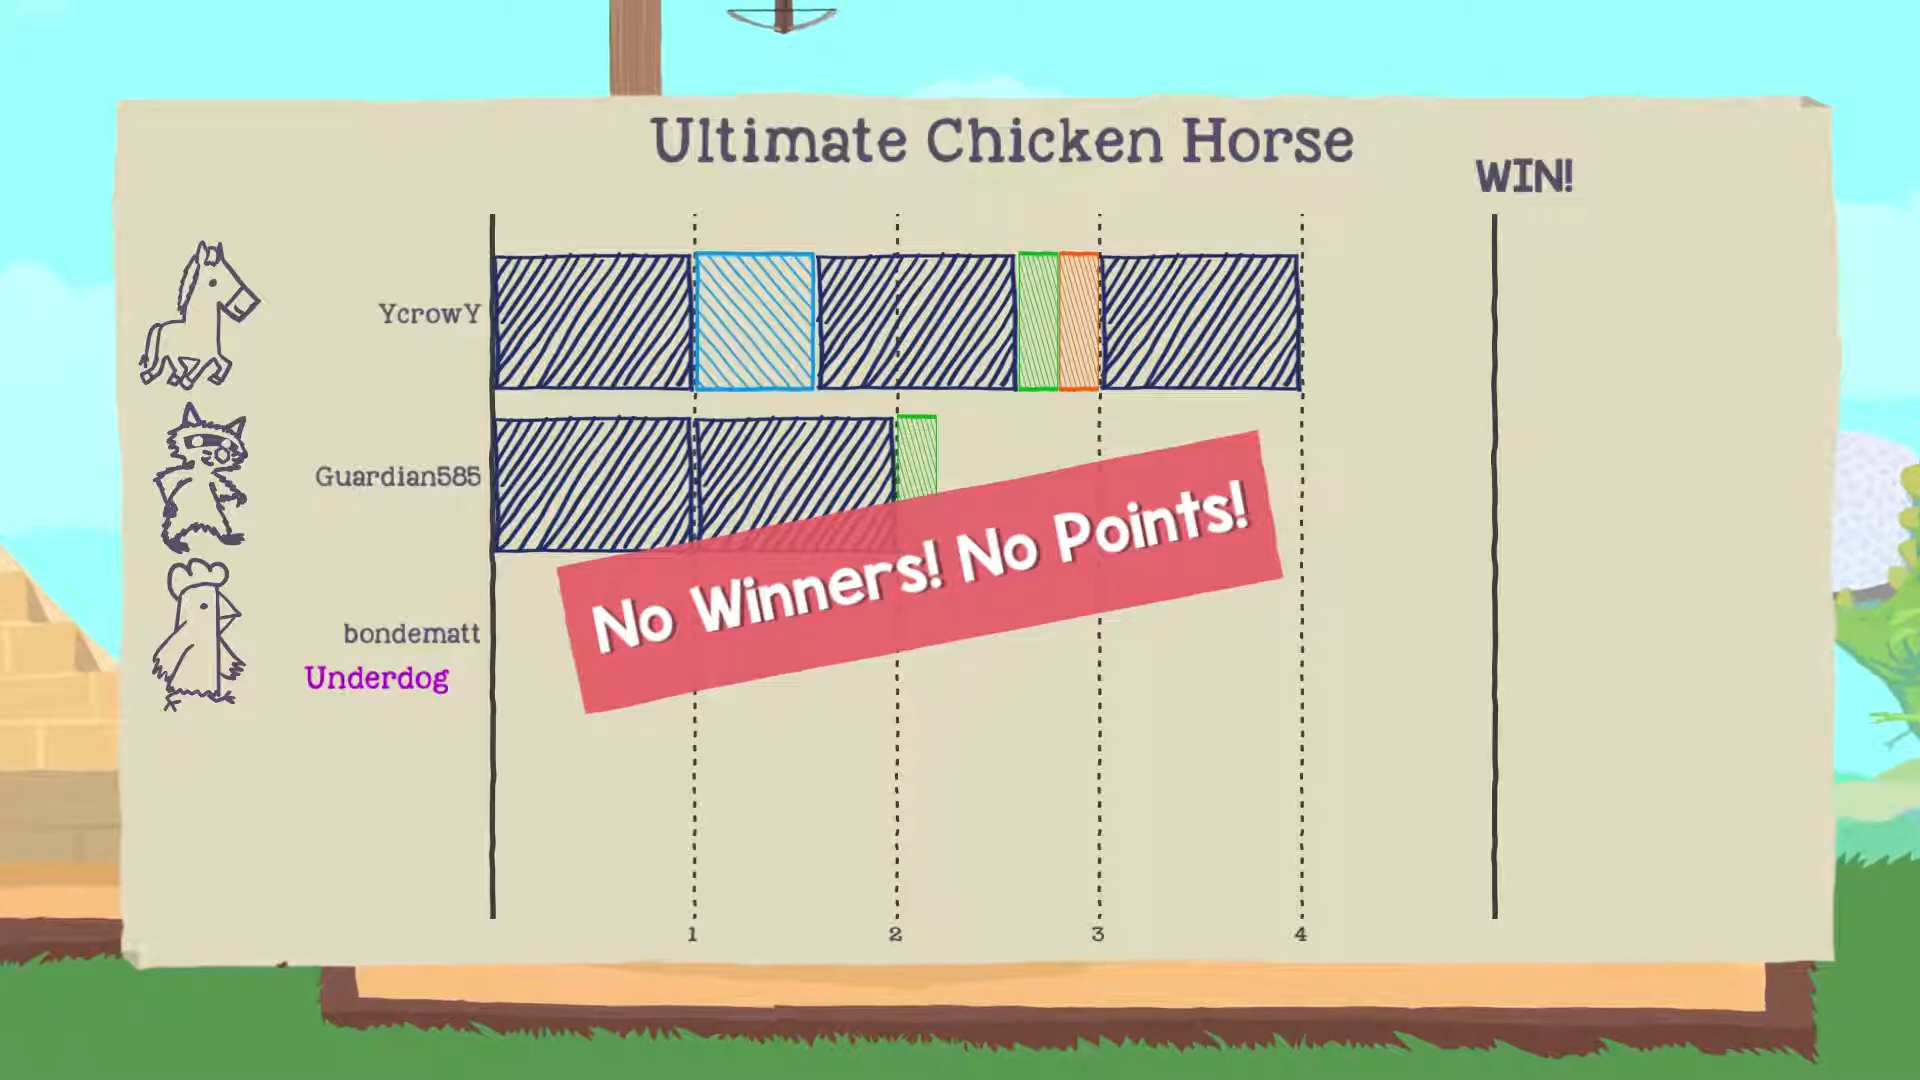 Ultimate Chicken Horse
WIN!
YcrowY
Guardian585
No Winners! No Points!
bondematt
Underdog
1 2 3 4